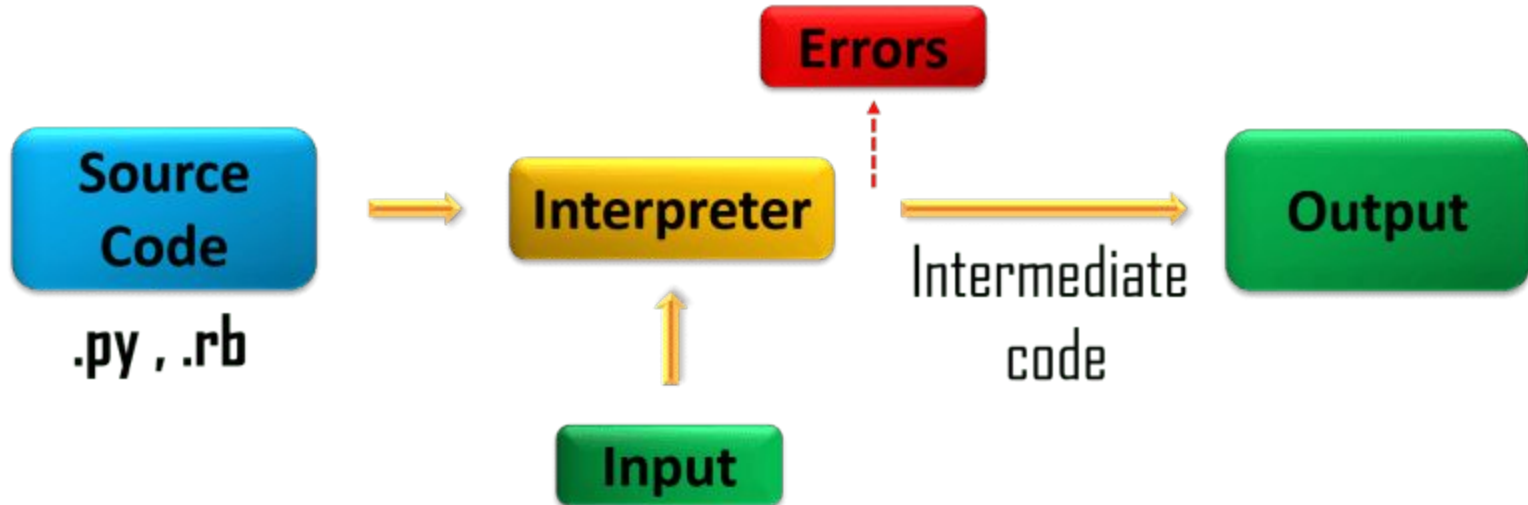 Errors
Source
Code
.py , .rb
Interpreter
Input
Intermediate
code
Output